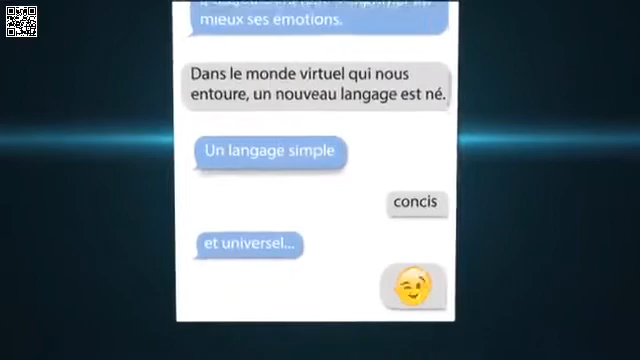 mieux ses émotions.
Dans le monde virtuel qui nous
entoure, un nouveau langage est né.
Un langage simple
concis
et universel...